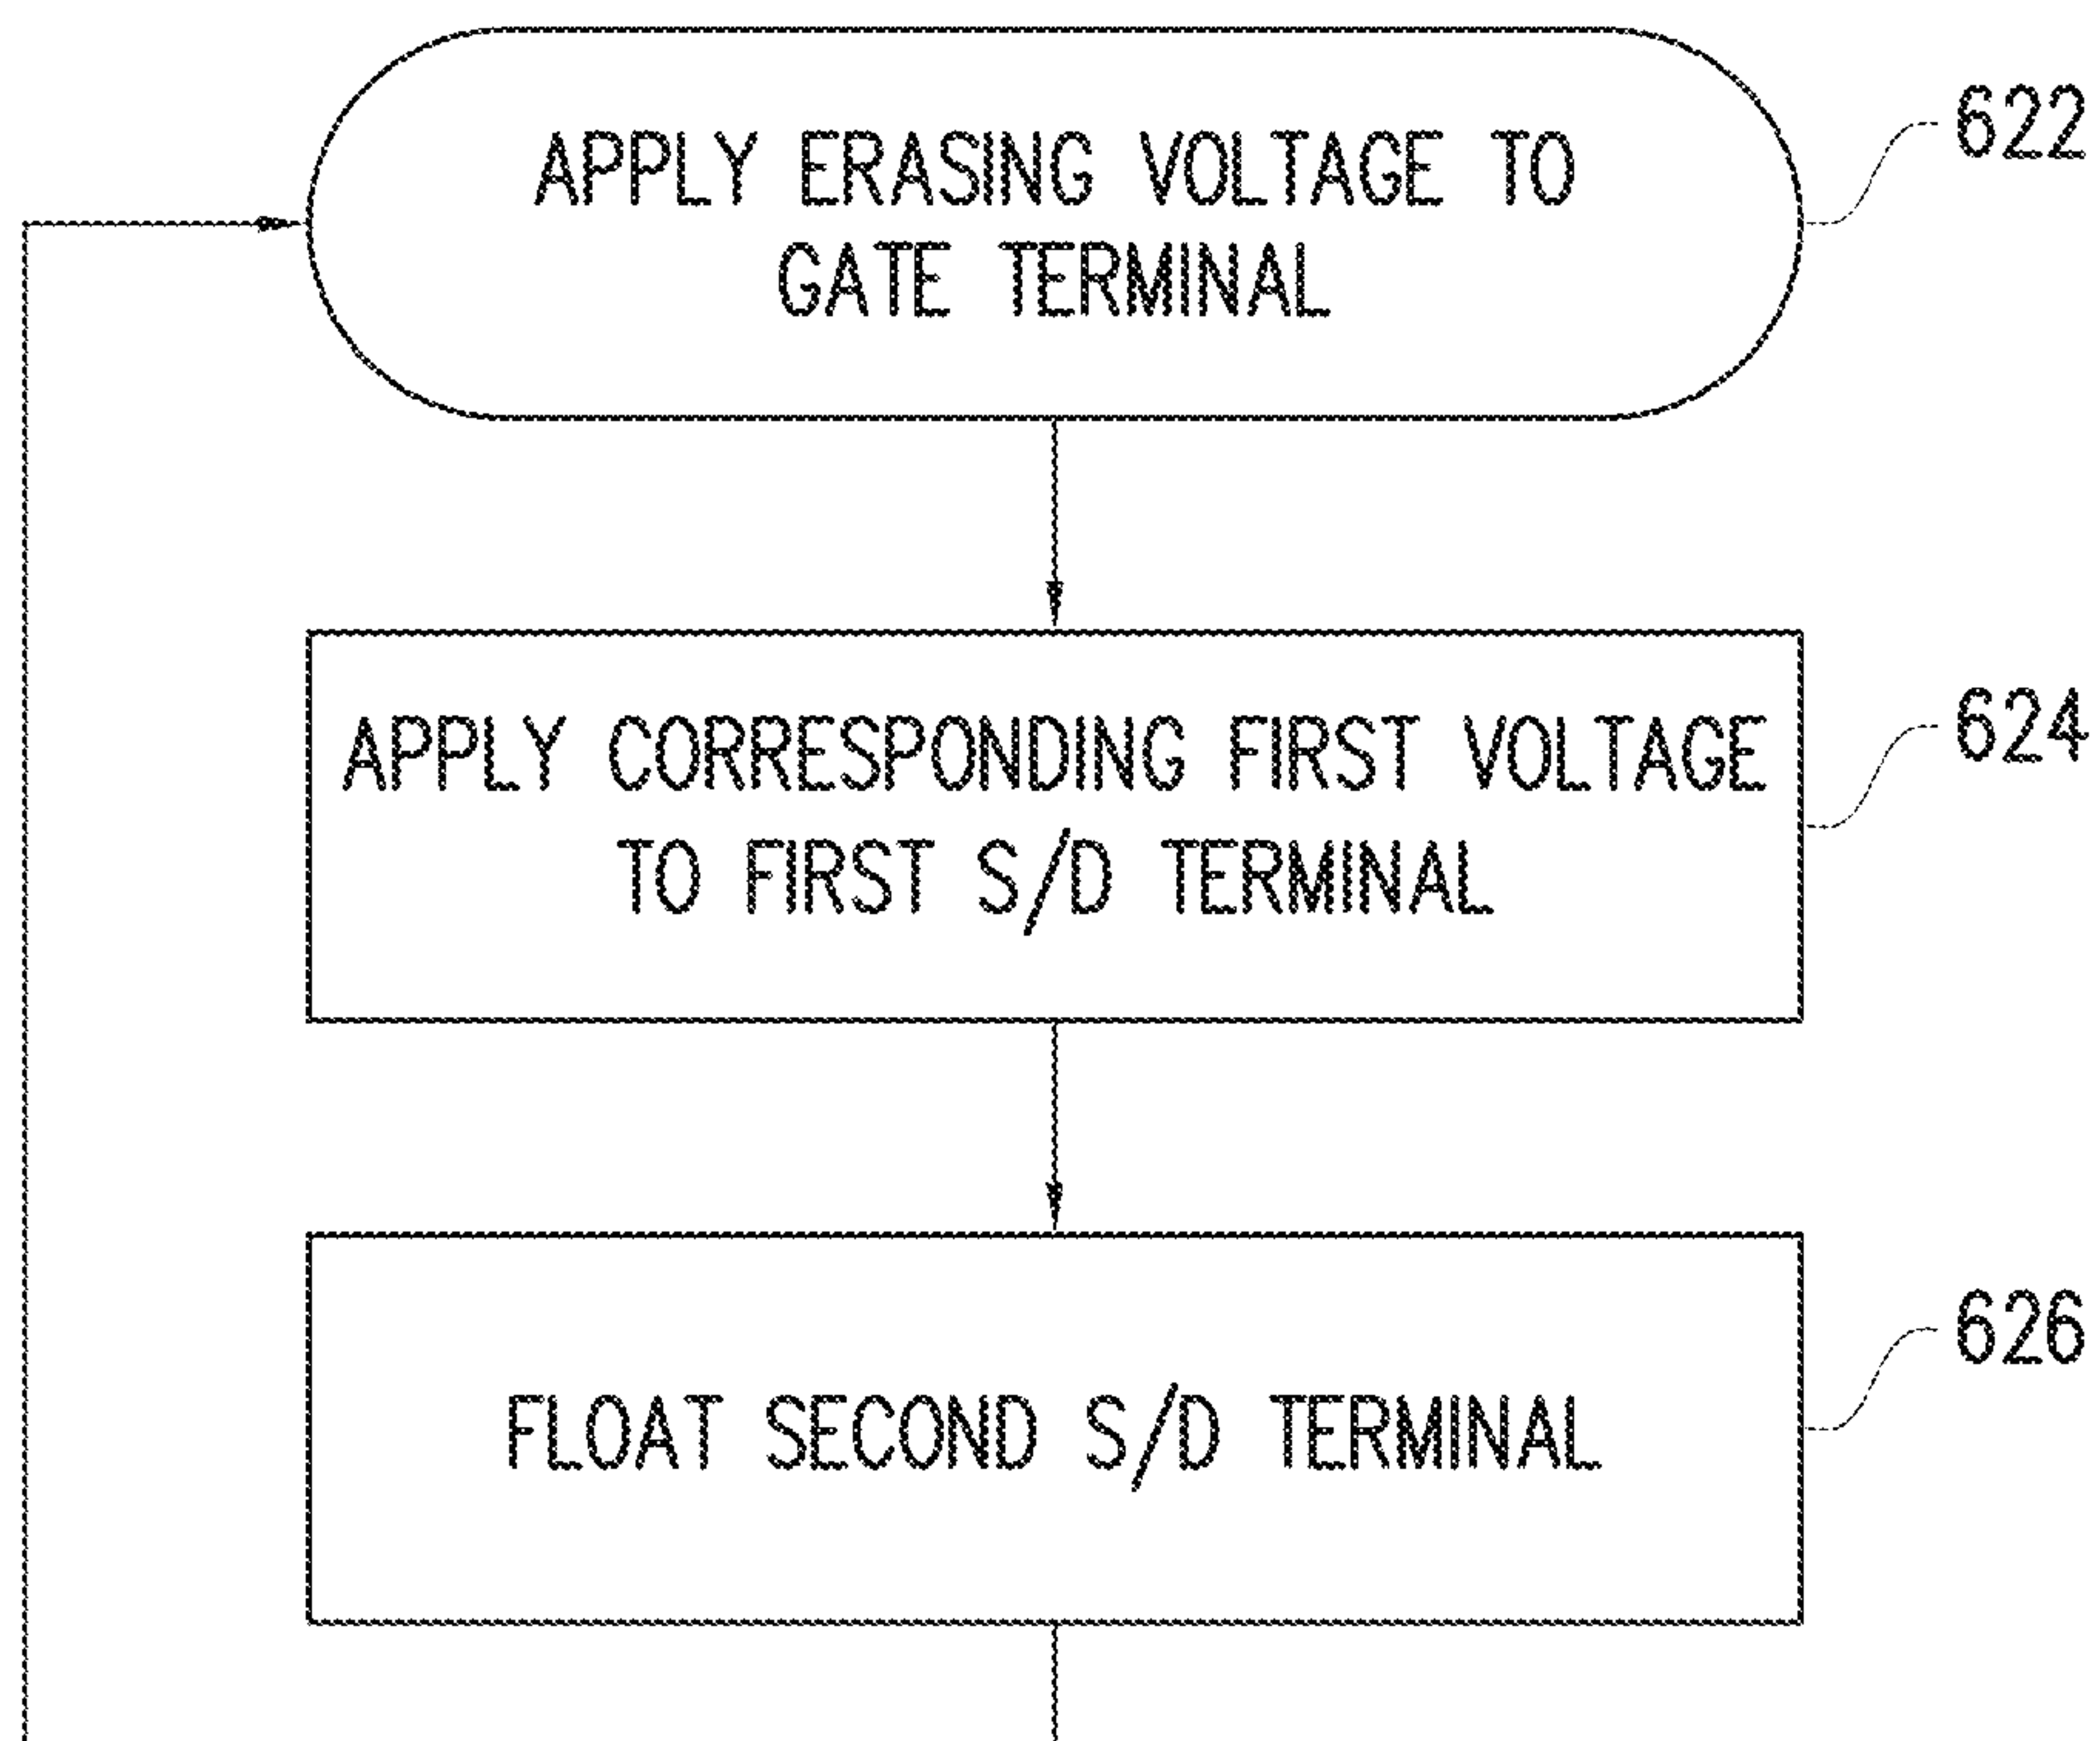 APPLY ERASING VOLTAGE TO
GATE TERMINAL
622
APPLY CORRESPONDING FIRST VOLTAGE
TO FIRST S/D TERMINAL
624
FLOAT SECOND S/D TERMINAL
626